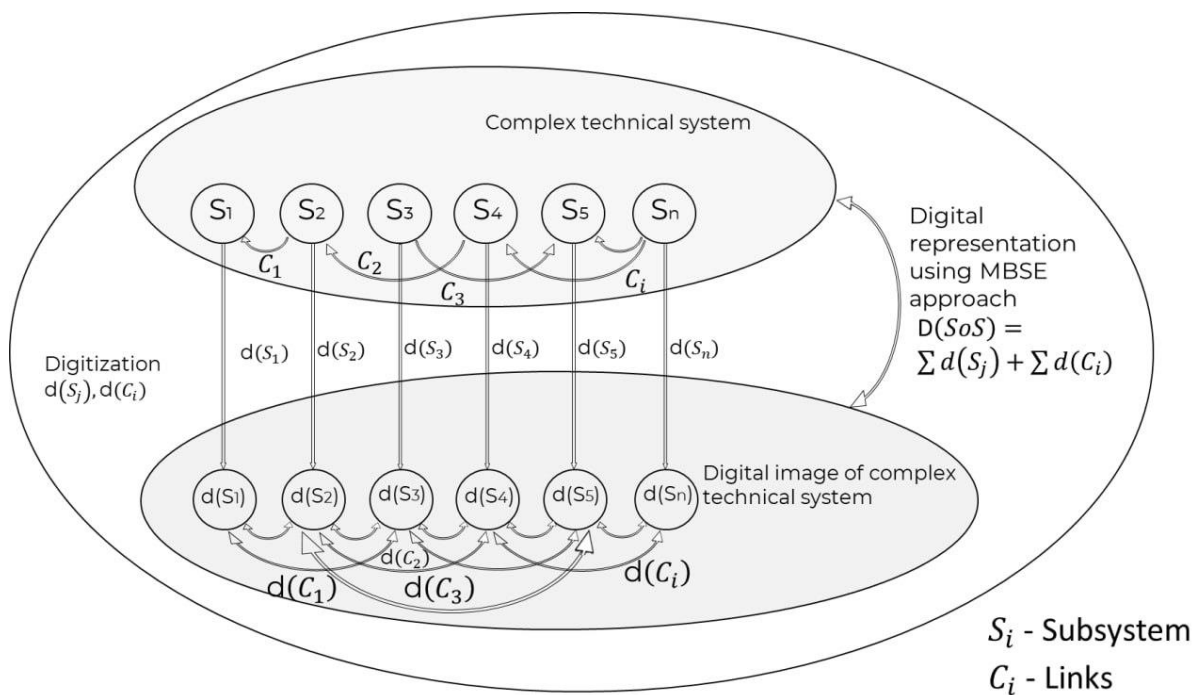 Complex technical system
S1 S2 S3 S4 S5 Sn
C1 C2 C3 Ci
Digital
representation
using MBSE
approach
D(SoS) =
∑ d(Sj) + ∑ d(Ci)
Digitization
d(Sj), d(Ci)
d(S1) d(S2) d(S3) d(S4) d(S5) d(Sn)
Digital image of complex
technical system
d(S1) d(S2) d(S3) d(S4) d(S5) d(Sn)
d(C2)
d(C1) d(C3) d(Ci)
Si - Subsystem
Ci - Links